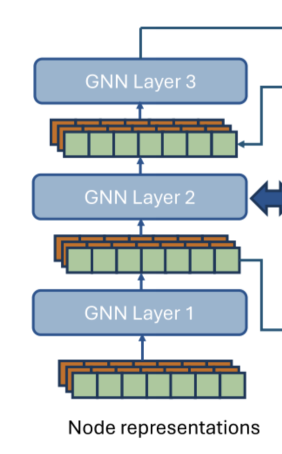 GNN Layer 3
GNN Layer 2
GNN Layer 1
Node representations